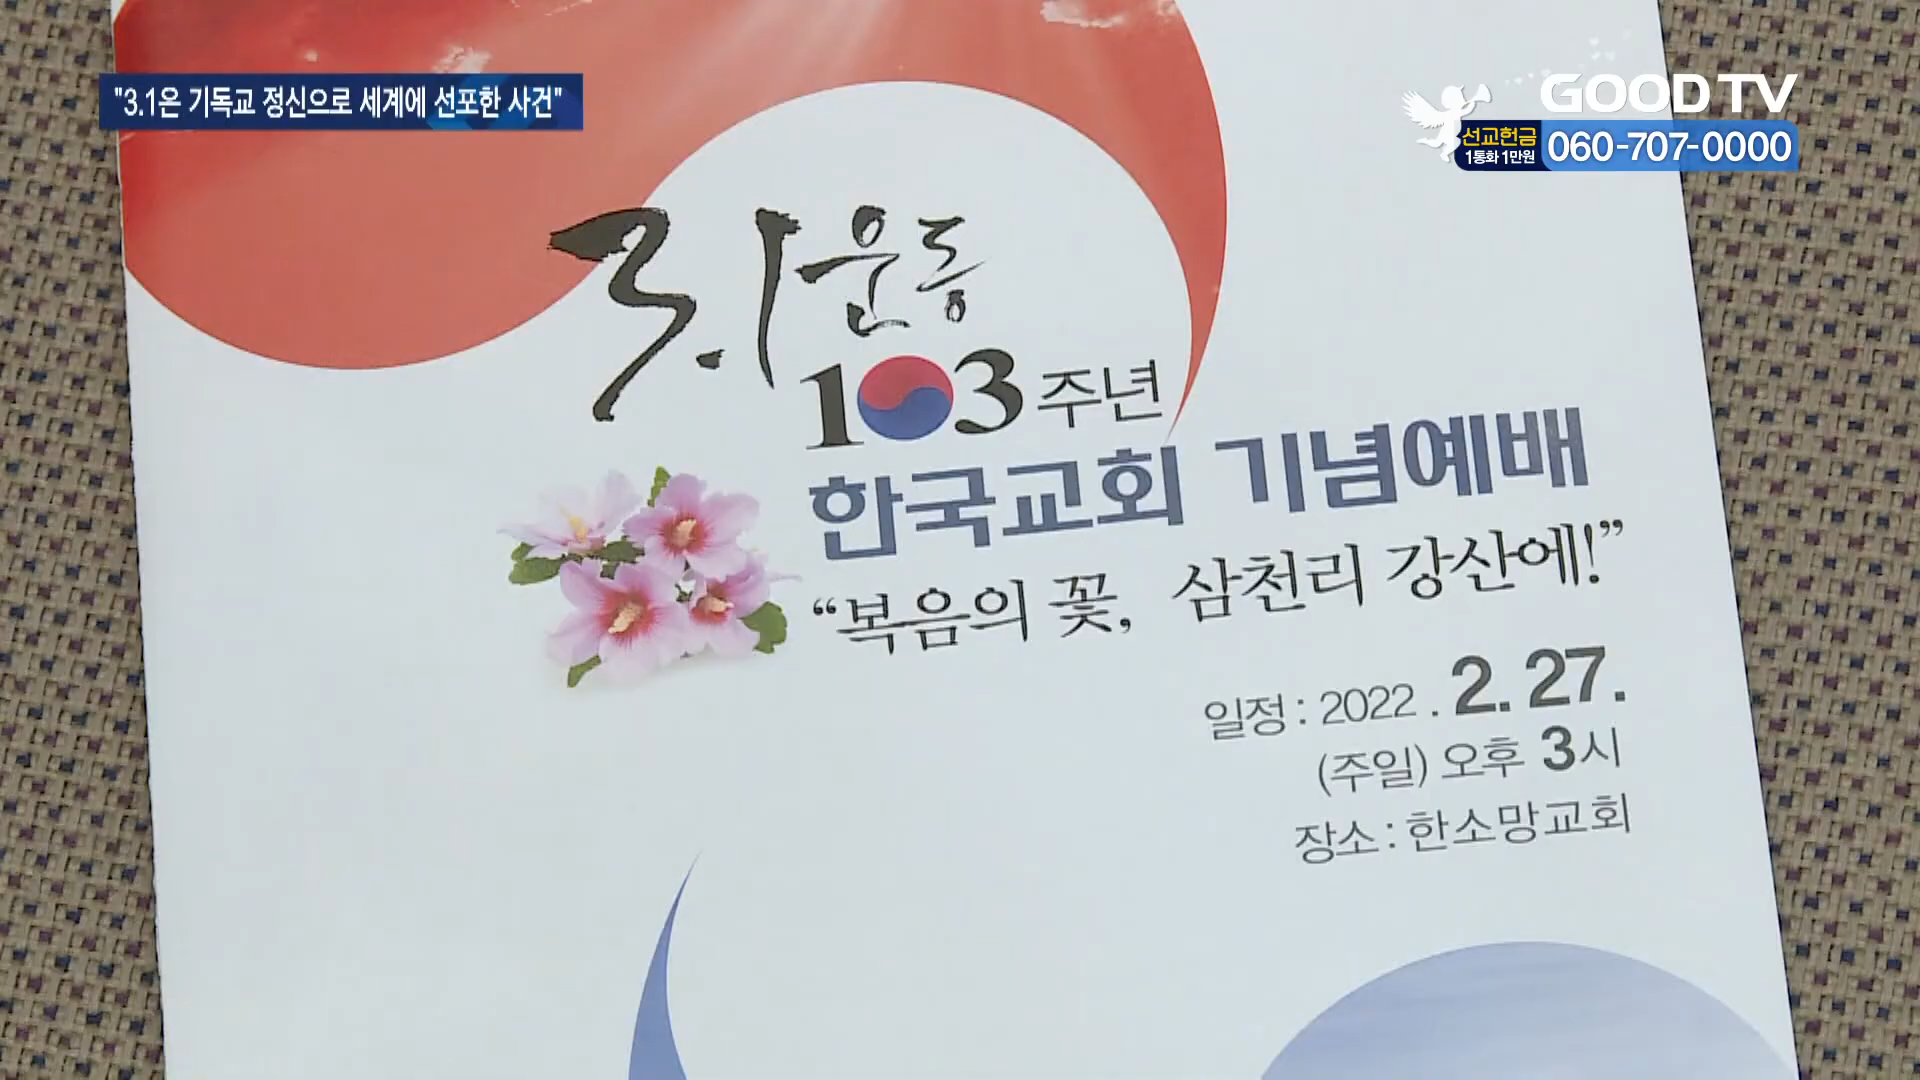 "3.1은 기독교 정신으로 세계에 선포한 사건"
GOOD TV
선교헌금
1통화 1만원
060-707-0000
3.1운동
103주년
한국교회 기념예배
“복음의 꽃, 삼천리 강산에!”
일정 : 2022 . 2. 27.
(주일) 오후 3시
장소 : 한소망교회